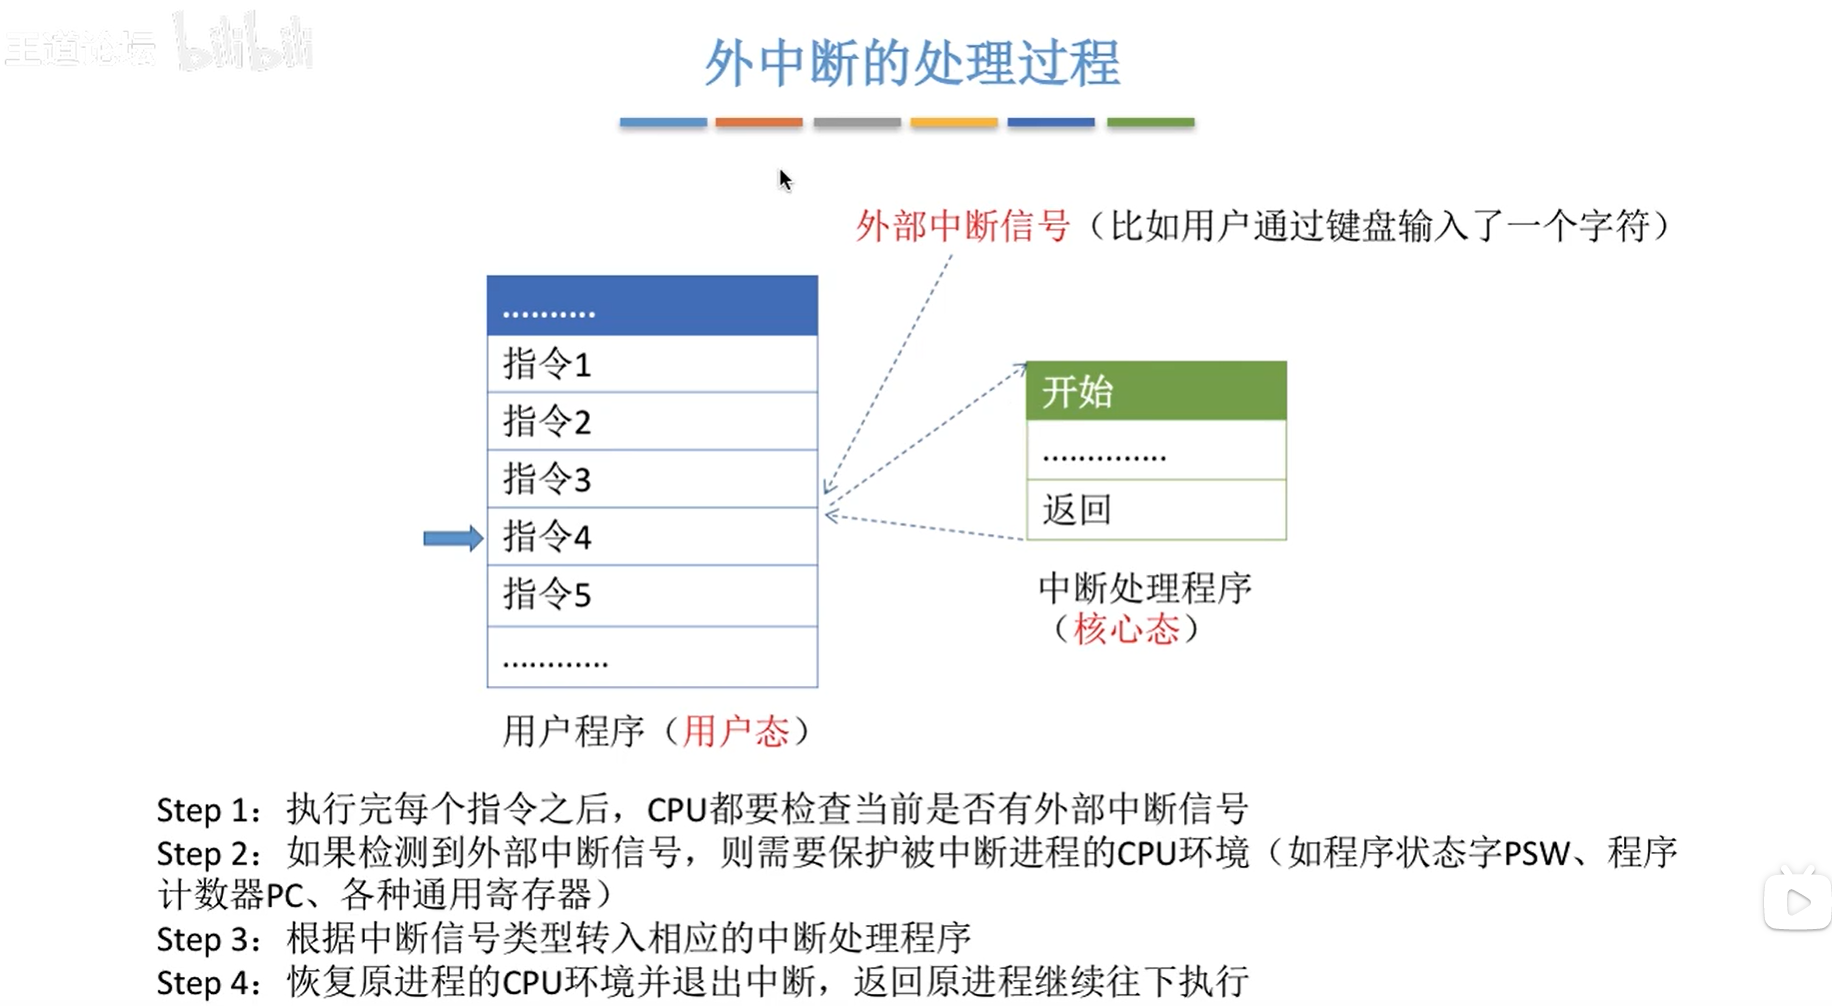 王道论坛 bilibili
外中断的处理过程
外部中断信号（比如用户通过键盘输入了一个字符）
..........
指令1
指令2
指令3
指令4
指令5
............
用户程序（用户态）
开始
..............
返回
中断处理程序
（核心态）
Step 1：执行完每个指令之后，CPU都要检查当前是否有外部中断信号
Step 2：如果检测到外部中断信号，则需要保护被中断进程的CPU环境（如程序状态字PSW、程序
计数器PC、各种通用寄存器）
Step 3：根据中断信号类型转入相应的中断处理程序
Step 4：恢复原进程的CPU环境并退出中断，返回原进程继续往下执行